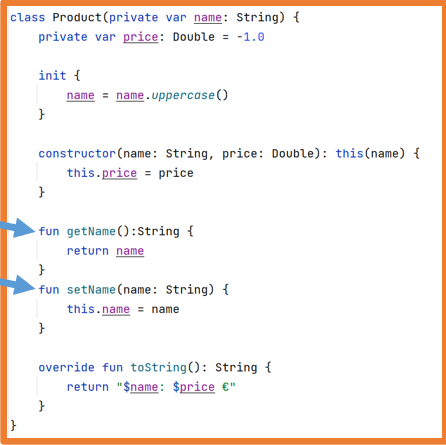 class Product(private var name: String) {
    private var price: Double = -1.0
    init {
        name = name.uppercase()
    }
    constructor(name: String, price: Double): this(name) {
        this.price = price
    }
    fun getName():String {
        return name
    }
    fun setName(name: String) {
        this.name = name
    }
    override fun toString(): String {
        return "$name: $price €"
    }
}